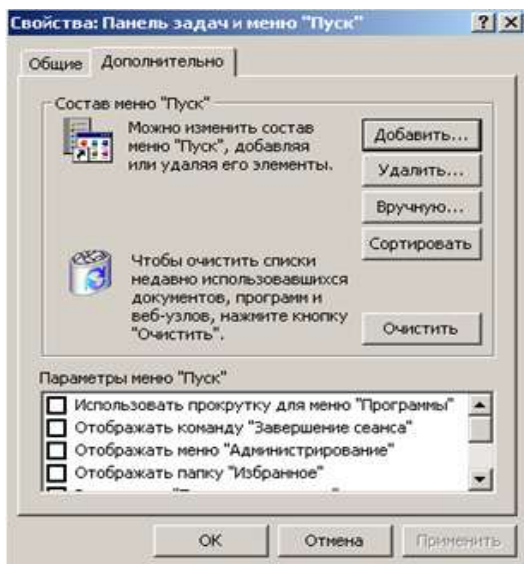 Свойства: Панель задач и меню "Пуск"
Общие
Дополнительно
Состав меню "Пуск"
Можно изменить состав
меню "Пуск", добавляя
или удаляя его элементы.
Добавить...
Удалить...
Вручную...
Сортировать
Чтобы очистить списки
недавно использовавшихся
документов, программ и
веб-узлов, нажмите кнопку
"Очистить".
Очистить
Параметры меню "Пуск"
Использовать прокрутку для меню "Программы"
Отображать команду "Завершение сеанса"
Отображать меню "Администрирование"
Отображать папку "Избранное"
OK
Отмена
Применить